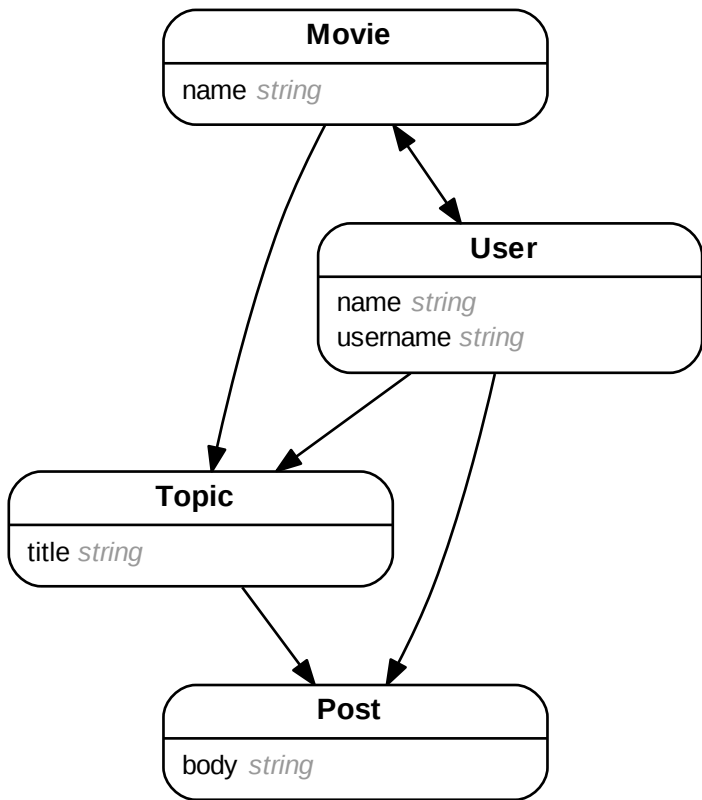 Movie
name string
User
name string
username string
Topic
title string
Post
body string